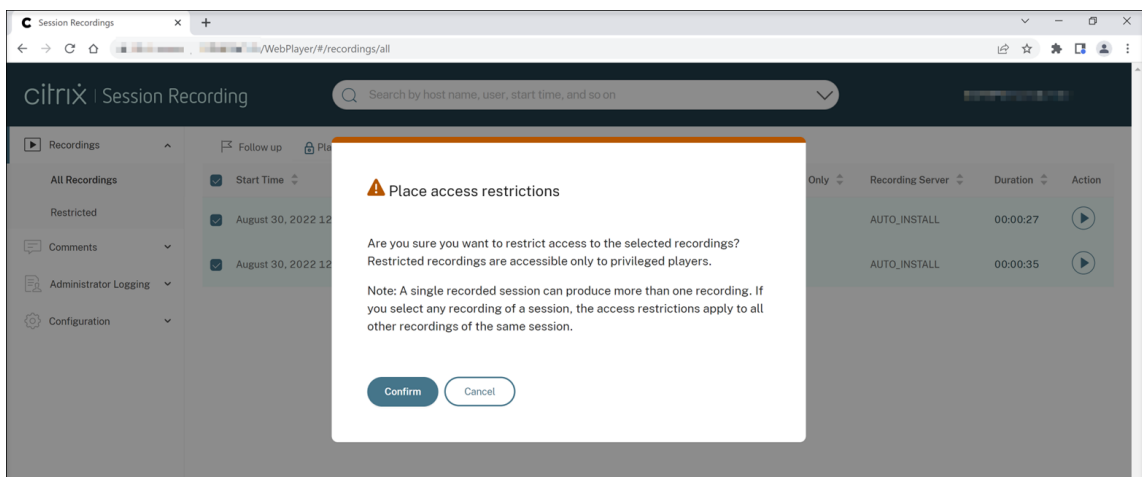 Session Recordings
/WebPlayer/#/recordings/all
citrix | Session Recording
Search by host name, user, start time, and so on
Recordings
Follow up Pla
All Recordings
Start Time Only Recording Server Duration Action
Restricted
August 30, 2022 12 AUTO_INSTALL 00:00:27
Comments
August 30, 2022 12 AUTO_INSTALL 00:00:35
Administrator Logging
Configuration
Place access restrictions
Are you sure you want to restrict access to the selected recordings?
Restricted recordings are accessible only to privileged players.
Note: A single recorded session can produce more than one recording. If
you select any recording of a session, the access restrictions apply to all
other recordings of the same session.
Confirm Cancel